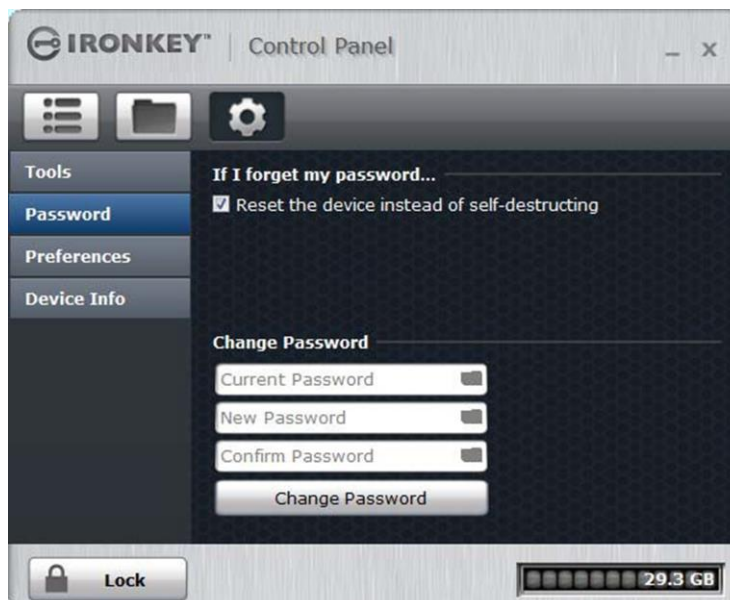 IRONKEY™ Control Panel
Tools
Password
Preferences
Device Info
If I forget my password...
Reset the device instead of self-destructing
Change Password
Current Password
New Password
Confirm Password
Change Password
Lock
29.3 GB